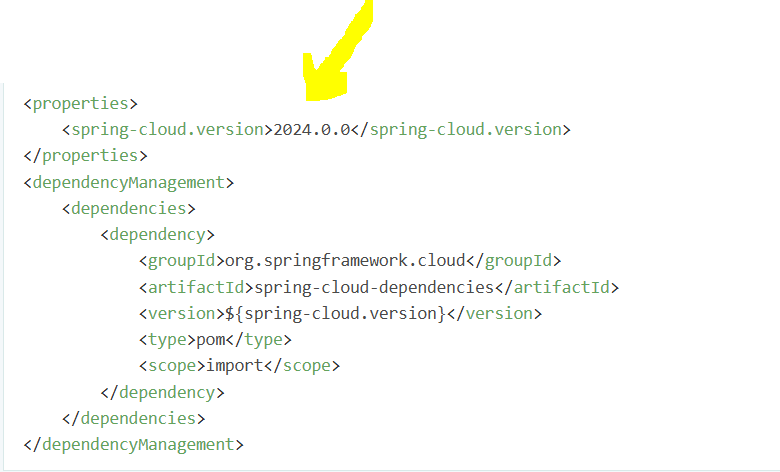 <properties>
    <spring-cloud.version>2024.0.0</spring-cloud.version>
</properties>
<dependencyManagement>
    <dependencies>
        <dependency>
            <groupId>org.springframework.cloud</groupId>
            <artifactId>spring-cloud-dependencies</artifactId>
            <version>${spring-cloud.version}</version>
            <type>pom</type>
            <scope>import</scope>
        </dependency>
    </dependencies>
</dependencyManagement>